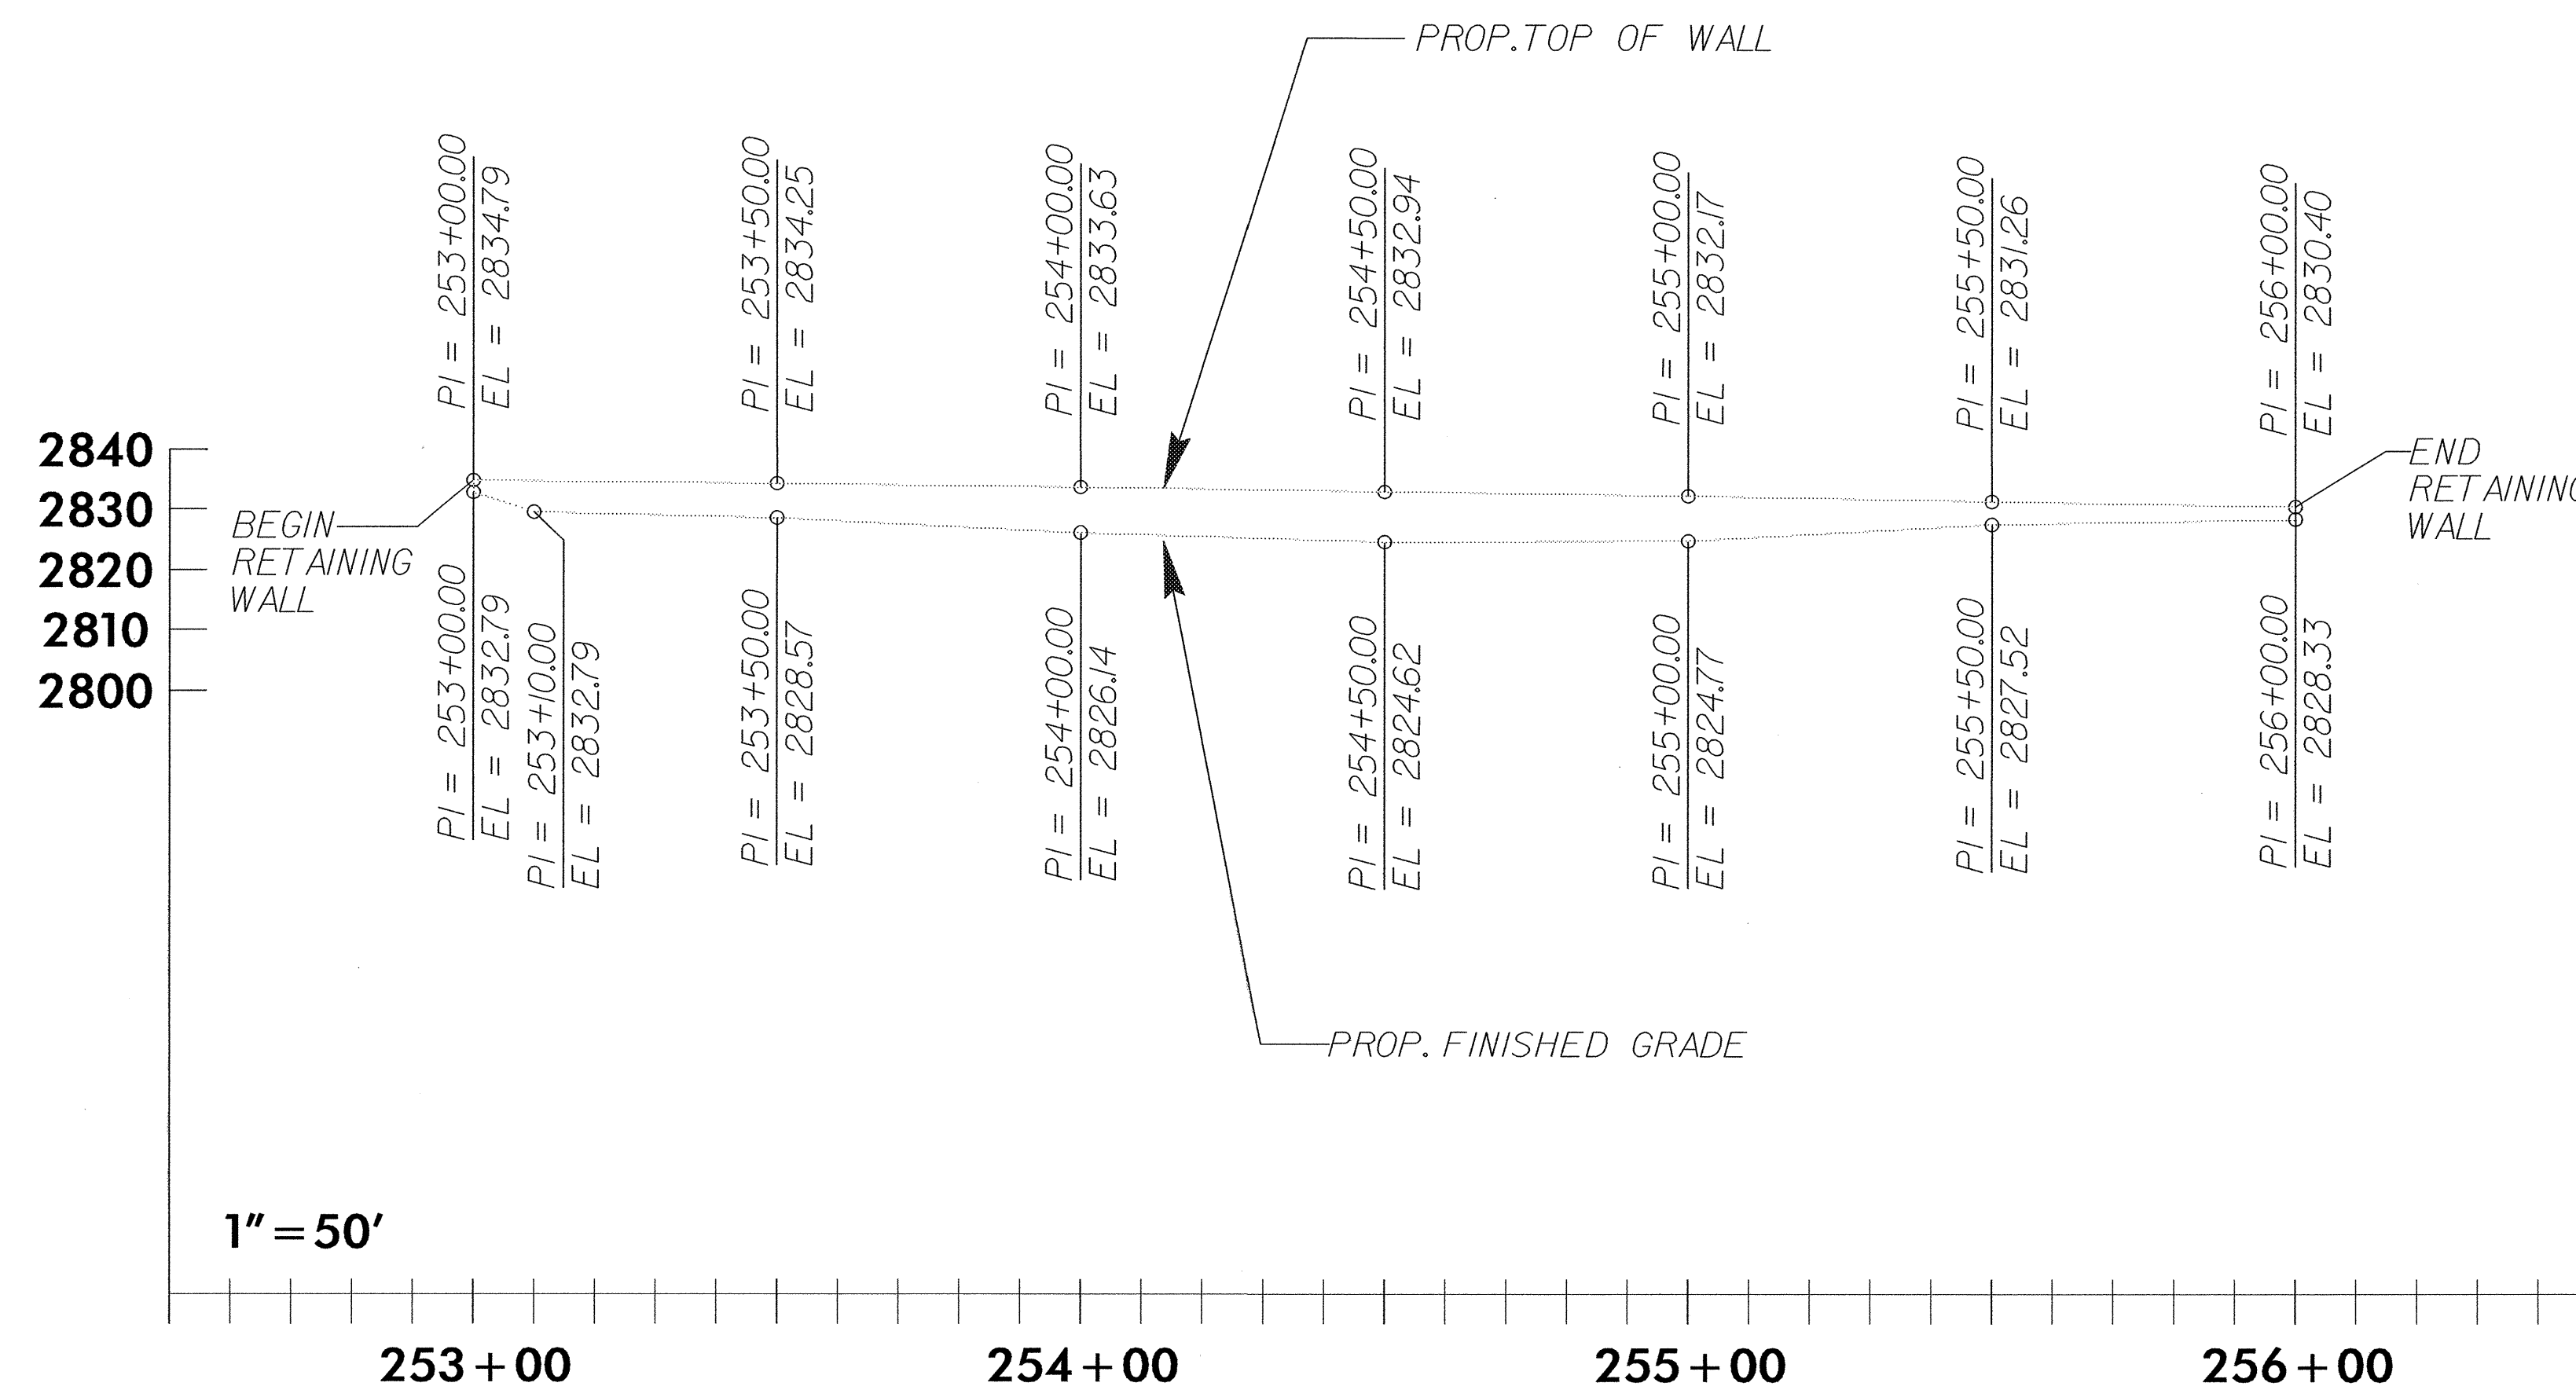 PROP. TOP OF WALL
PI = 253+00.00
EL = 2834.79
PI = 253+50.00
EL = 2834.25
PI = 254+00.00
EL = 2833.63
PI = 254+50.00
EL = 2832.94
PI = 255+00.00
EL = 2832.17
PI = 255+50.00
EL = 2831.26
PI = 256+00.00
EL = 2830.40
2840
2830
2820
2810
2800
BEGIN
RETAINING
WALL
END
RETAINING
WALL
PI = 253+00.00
EL = 2832.79
PI = 253+10.00
EL = 2832.79
PI = 253+50.00
EL = 2828.57
PI = 254+00.00
EL = 2826.14
PI = 254+50.00
EL = 2824.62
PI = 255+00.00
EL = 2824.77
PI = 255+50.00
EL = 2827.52
PI = 256+00.00
EL = 2828.33
PROP. FINISHED GRADE
1"=50'
253+00
254+00
255+00
256+00